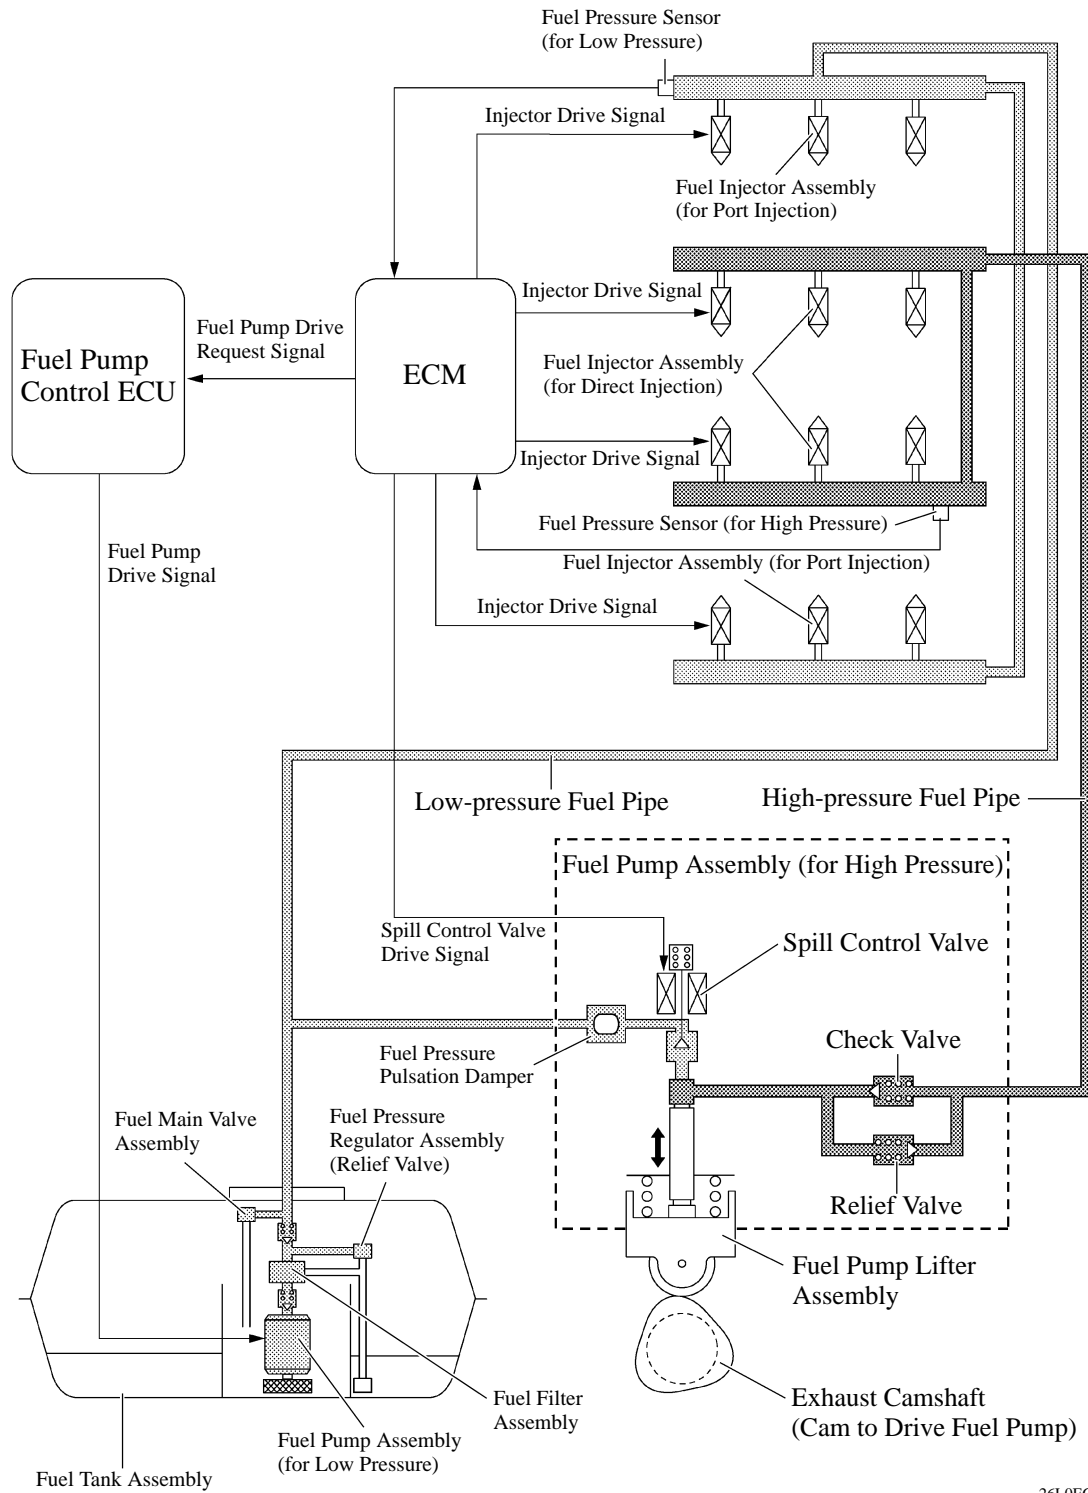 Fuel Pressure Sensor
(for Low Pressure)
Injector Drive Signal
Fuel Injector Assembly
(for Port Injection)
Injector Drive Signal
Fuel Pump Drive
Request Signal
Fuel Pump
Control ECU
ECM
Fuel Injector Assembly
(for Direct Injection)
Injector Drive Signal
Fuel Pressure Sensor (for High Pressure)
Fuel Pump
Drive Signal
Fuel Injector Assembly (for Port Injection)
Injector Drive Signal
Low-pressure Fuel Pipe
High-pressure Fuel Pipe
Fuel Pump Assembly (for High Pressure)
Spill Control Valve
Drive Signal
Spill Control Valve
Fuel Pressure
Pulsation Damper
Check Valve
Fuel Main Valve
Assembly
Fuel Pressure
Regulator Assembly
(Relief Valve)
Relief Valve
Fuel Pump Lifter
Assembly
Fuel Filter
Assembly
Exhaust Camshaft
(Cam to Drive Fuel Pump)
Fuel Pump Assembly
(for Low Pressure)
Fuel Tank Assembly